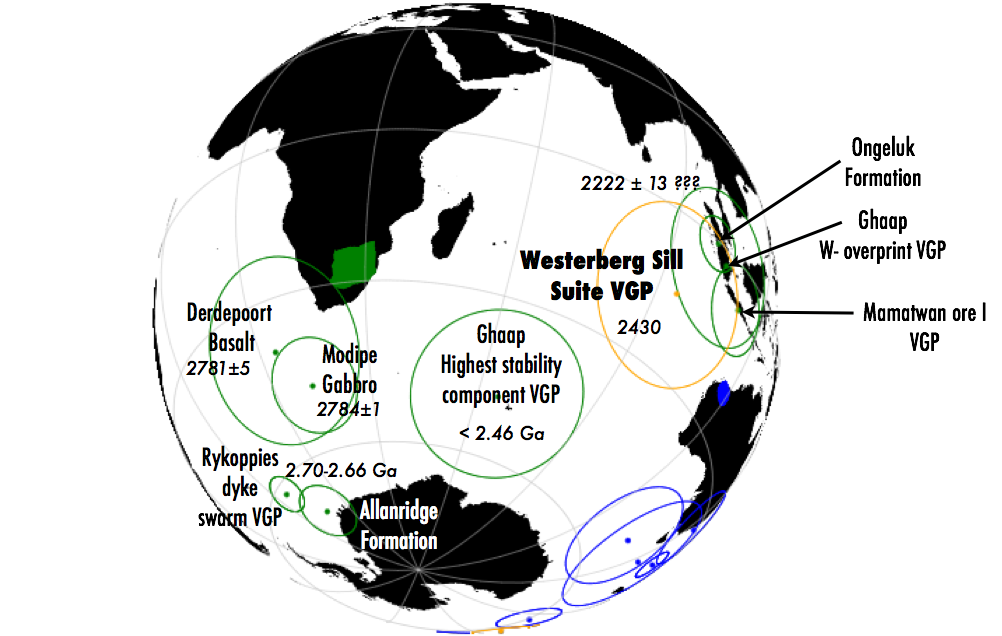 Ongeluk
Formation
2222 ± 13 ???
Ghaap
W- overprint VGP
Westerberg Sill
Suite VGP
2430
Mamatwan ore I
VGP
Derdepoort
Basalt
2781±5
Modipe
Gabbro
2784±1
Ghaap
Highest stability
component VGP
< 2.46 Ga
Rykoppies
dyke
swarm VGP
2.70-2.66 Ga
Allanridge
Formation